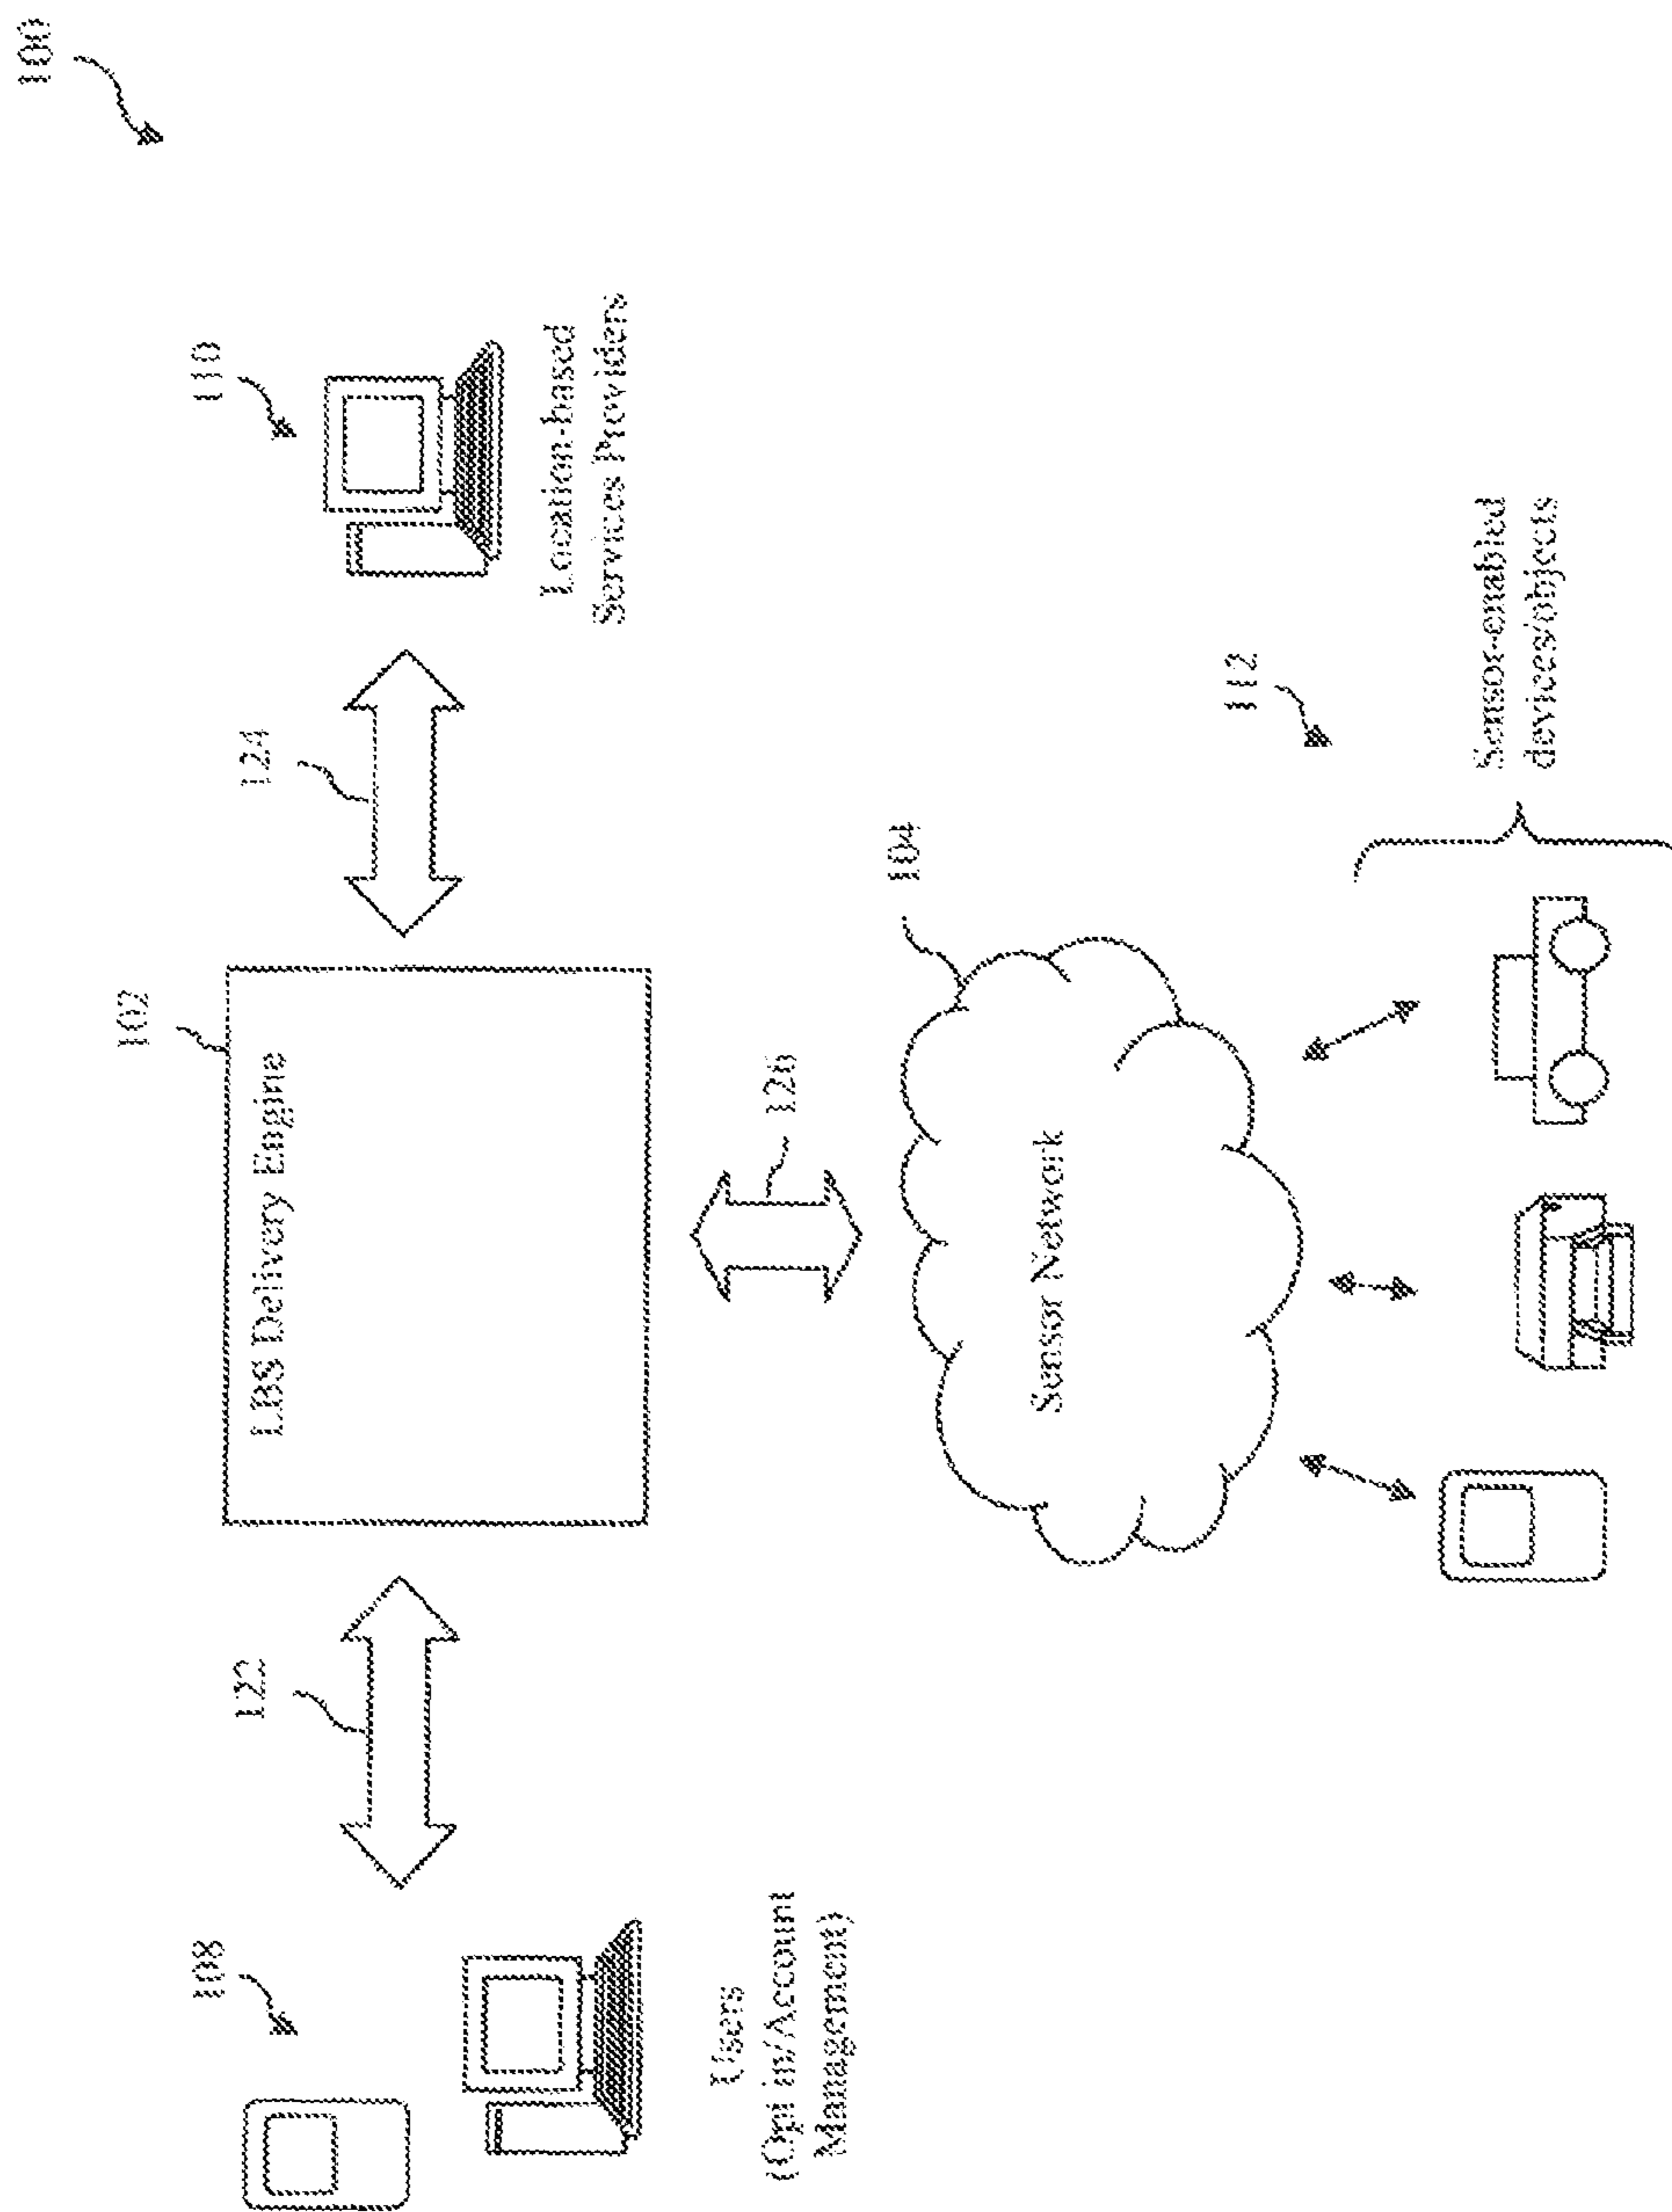 100
108
122
102
124
110
LBS Delivery Engine
Users
(Opt in/Account
Management)
Location-based
Services Providers
126
104
Sensor Network
112
Sensor-enabled
devices/objects